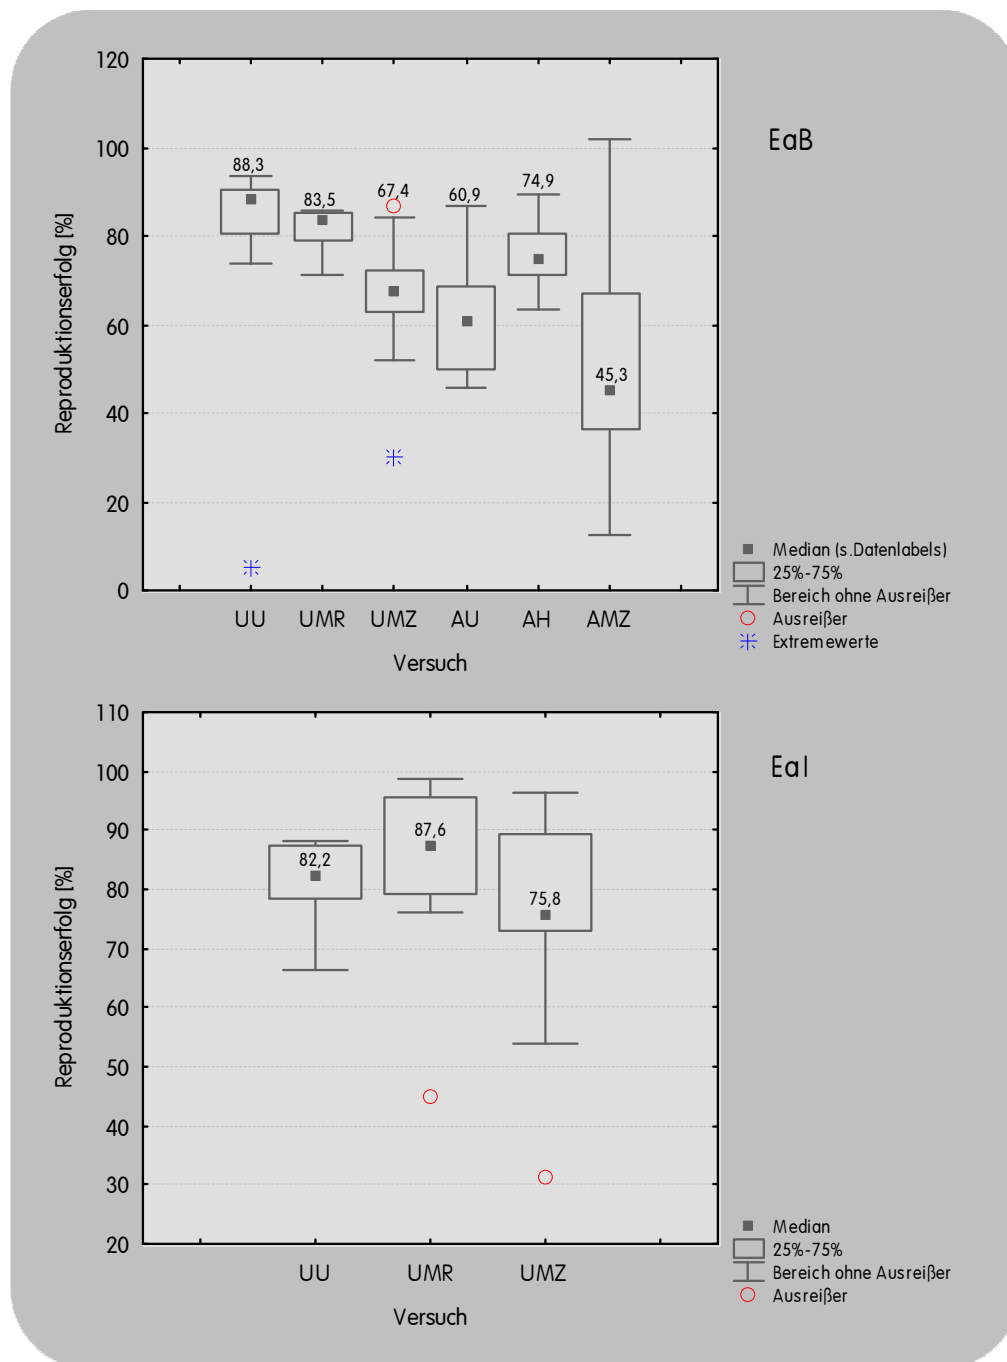 EaB
Reproduktionserfolg [%]
120
100
80
60
40
20
0
88,3
83,5
67,4
60,9
74,9
45,3
UU UMR UMZ AU AH AMZ
Versuch
Median (s.Datenlabels)
25%-75%
Bereich ohne Ausreißer
Ausreißer
Extremewerte
EaI
Reproduktionserfolg [%]
110
100
90
80
70
60
50
40
30
20
82,2
87,6
75,8
UU UMR UMZ
Versuch
Median
25%-75%
Bereich ohne Ausreißer
Ausreißer